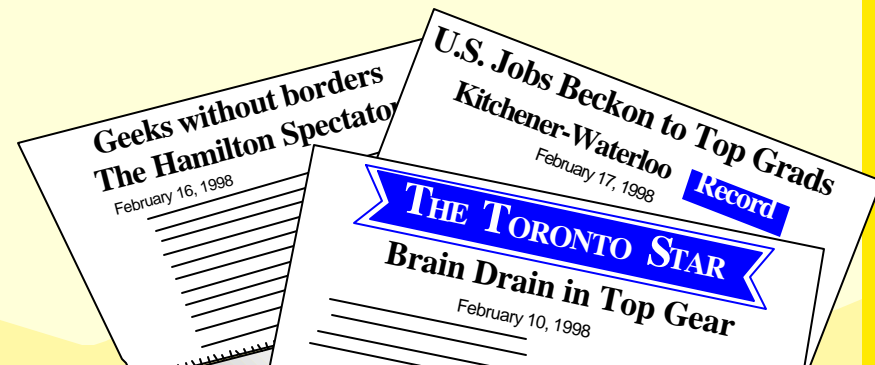 Geeks without borders
The Hamilton Spectator
February 16, 1998
U.S. Jobs Beckon to Top Grads
Kitchener-Waterloo Record
February 17, 1998
THE TORONTO STAR
Brain Drain in Top Gear
February 10, 1998